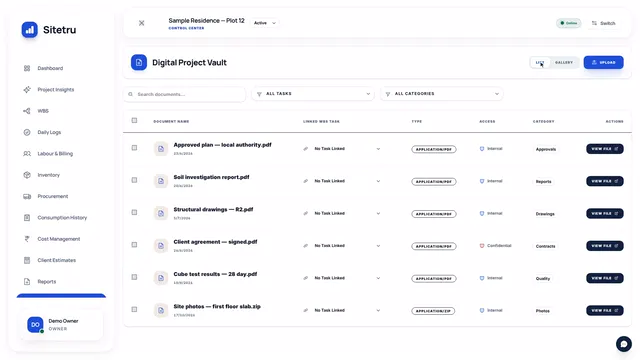 Sitetru
Dashboard
Project Insights
WBS
Daily Logs
Labour & Billing
Inventory
Procurement
Consumption History
Cost Management
Client Estimates
Reports
DO
Demo Owner
OWNER
Sample Residence — Plot 12
CONTROL CENTER
Active
Online
Switch
Digital Project Vault
LIST
GALLERY
UPLOAD
Search documents...
ALL TASKS
ALL CATEGORIES
DOCUMENT NAME
LINKED WBS TASK
TYPE
ACCESS
CATEGORY
ACTIONS
Approved plan — local authority.pdf
No Task Linked
APPLICATION/PDF
Internal
Approvals
VIEW FILE
Soil investigation report.pdf
No Task Linked
APPLICATION/PDF
Internal
Reports
VIEW FILE
Structural drawings — R2.pdf
No Task Linked
APPLICATION/PDF
Internal
Drawings
VIEW FILE
Client agreement — signed.pdf
No Task Linked
APPLICATION/PDF
Confidential
Contracts
VIEW FILE
Cube test results — 28 day.pdf
No Task Linked
APPLICATION/PDF
Internal
Quality
VIEW FILE
Site photos — first floor slab.zip
No Task Linked
APPLICATION/ZIP
Internal
Photos
VIEW FILE